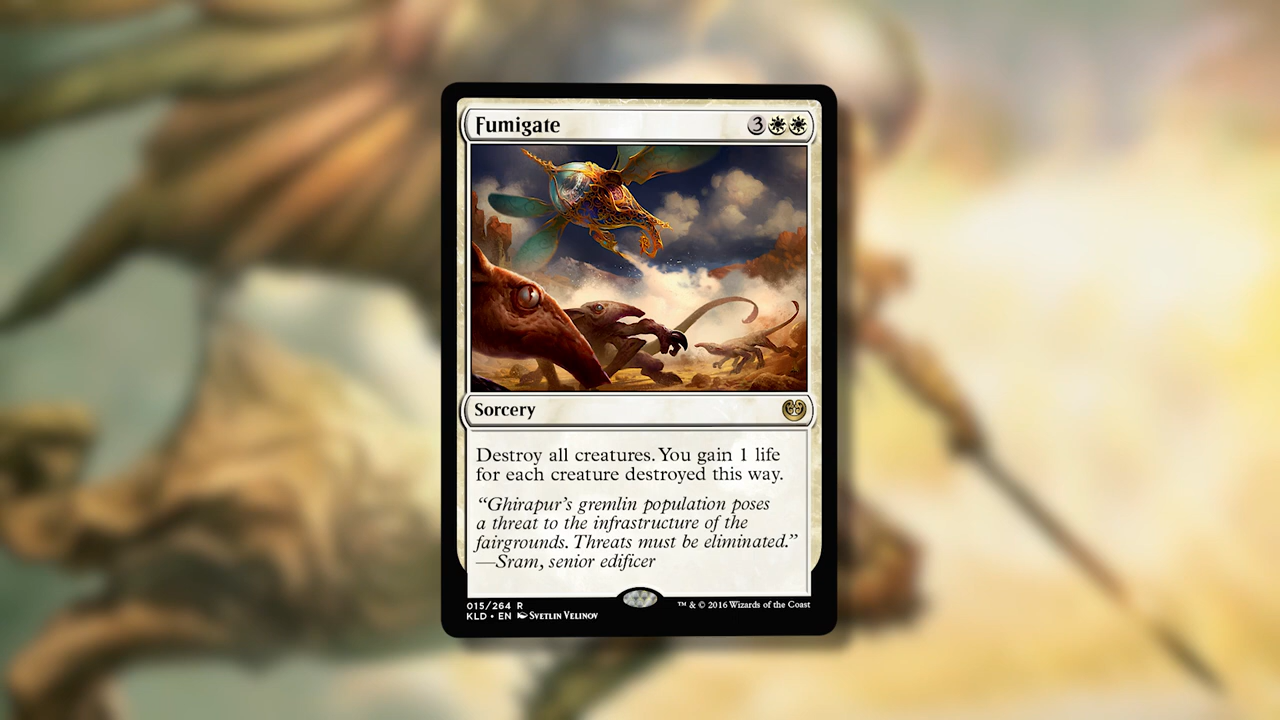 Fumigate
3
Sorcery
Destroy all creatures. You gain 1 life
for each creature destroyed this way.
“Ghirapur’s gremlin population poses
a threat to the infrastructure of the
fairgrounds. Threats must be eliminated.”
—Sram, senior edificer
015/264 R
KLD • EN Svetlin Velinov
™ & © 2016 Wizards of the Coast